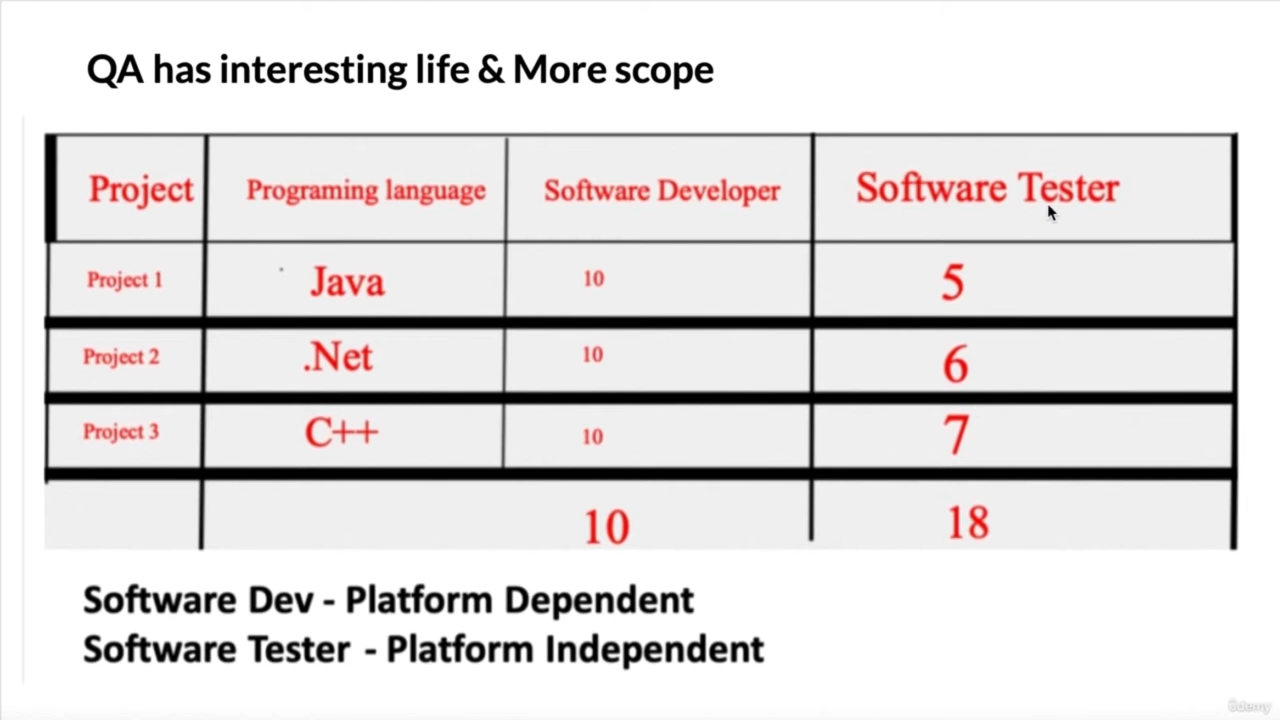 QA has interesting life & More scope
Project Programing language Software Developer Software Tester
Project 1 Java 10 5
Project 2 .Net 10 6
Project 3 C++ 10 7
10 18
Software Dev - Platform Dependent
Software Tester - Platform Independent
ûdemy